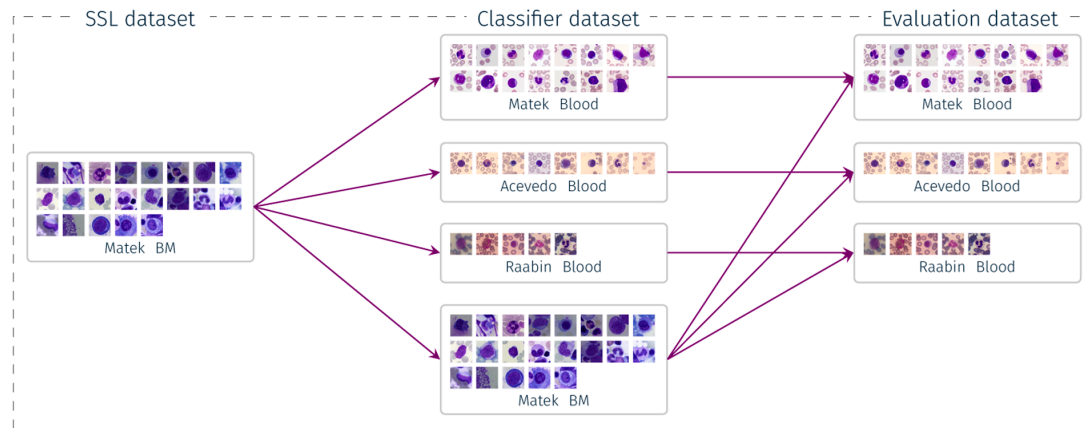 SSL dataset
Classifier dataset
Evaluation dataset
Matek Blood
Matek Blood
Acevedo Blood
Acevedo Blood
Matek BM
Raabin Blood
Raabin Blood
Matek BM